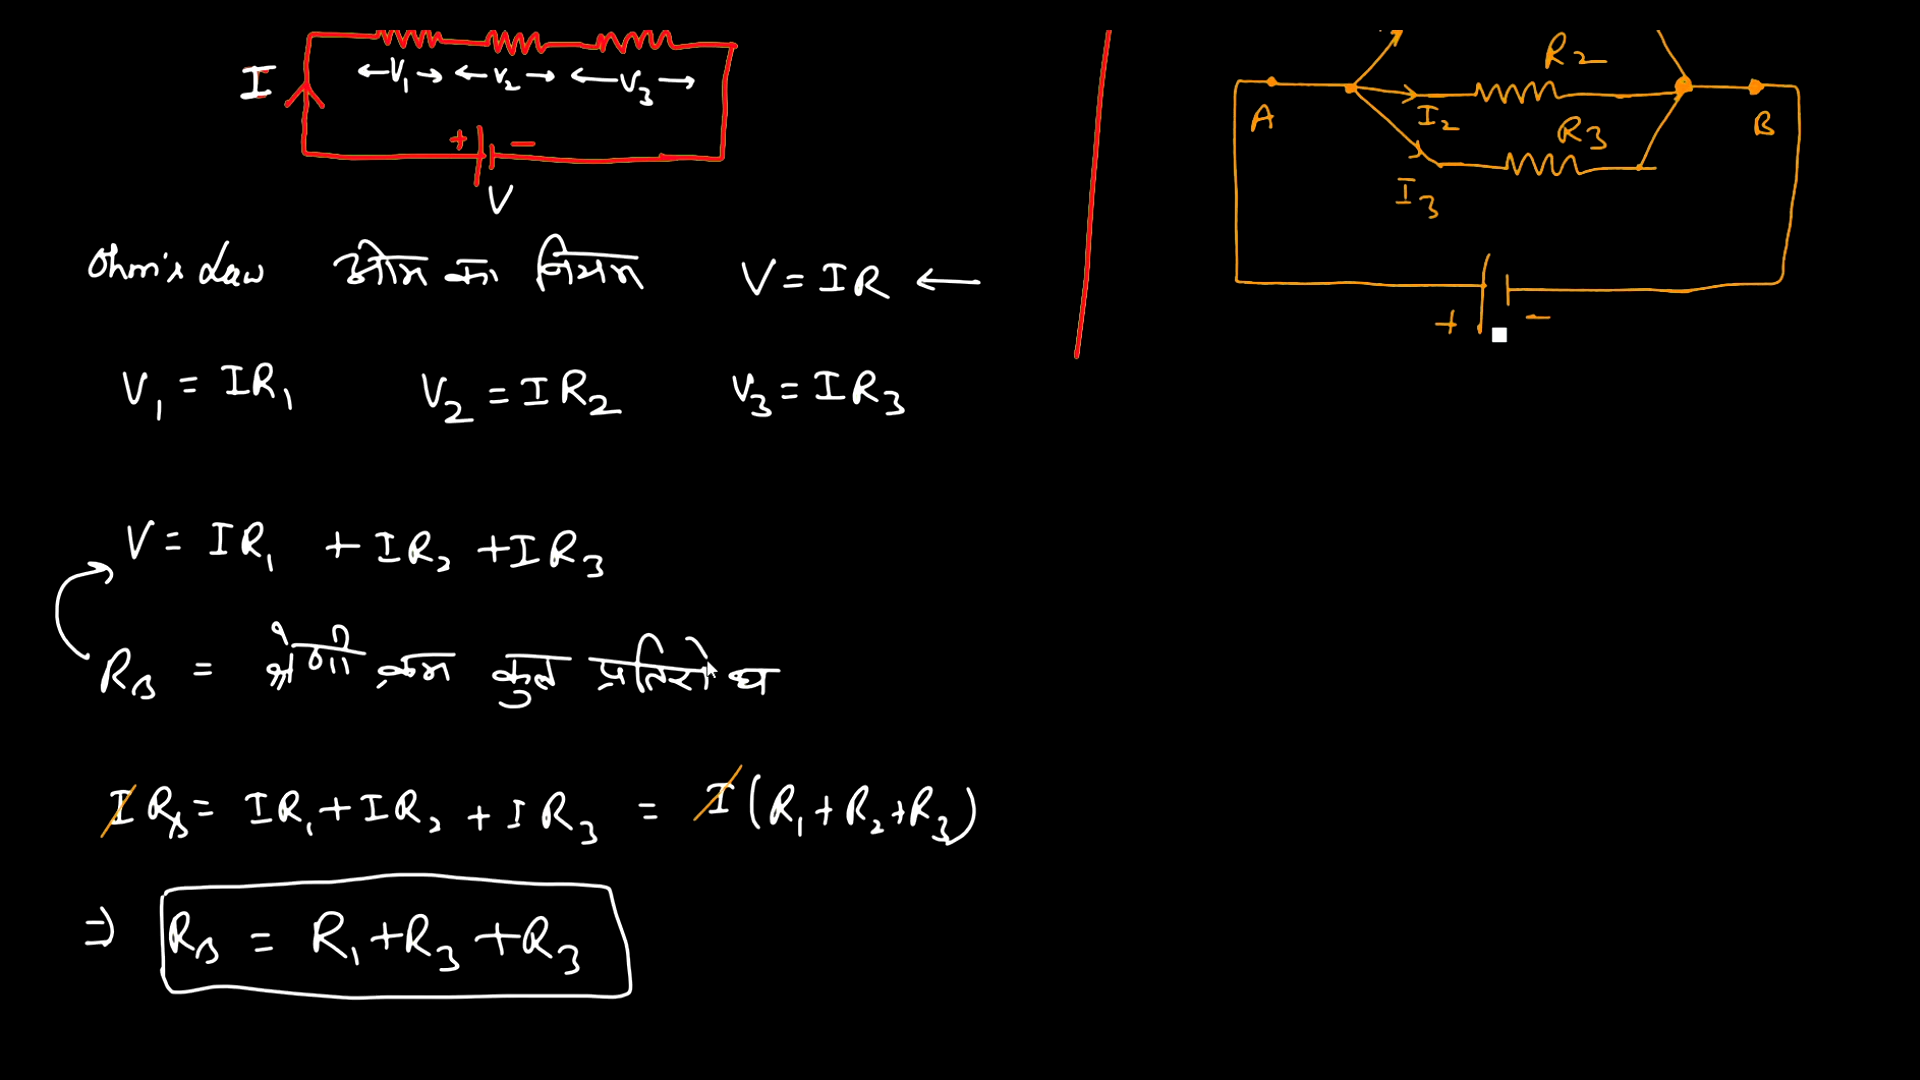 I ←V₁→ ←V₂→ ←V₃→
+ −
V
Ohm's Law ओम का नियम V = IR ←
V₁ = IR₁ V₂ = IR₂ V₃ = IR₃
V = IR₁ + IR₂ + IR₃
Rs = श्रेणी क्रम कुल प्रतिरोध
IRs = IR₁ + IR₂ + IR₃ = I(R₁+R₂+R₃)
⇒ Rs = R₁+R₃+R₃
R₂
A I₂ R₃ B
I₃
+ −